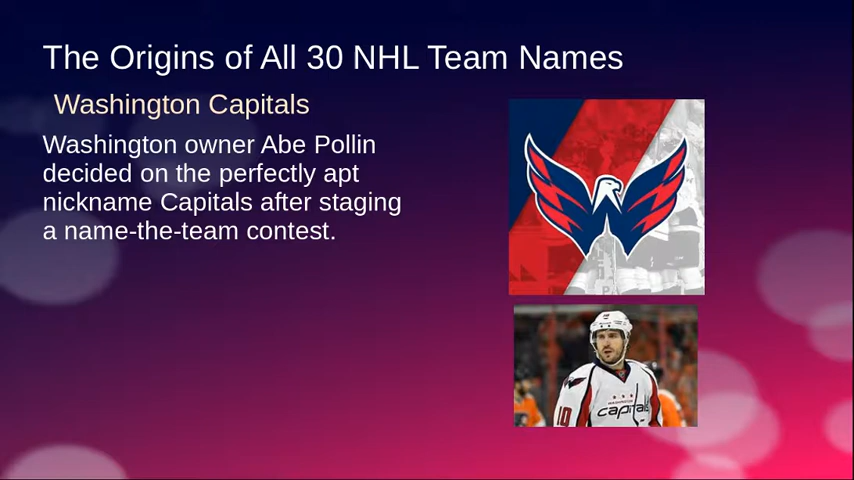 The Origins of All 30 NHL Team Names
Washington Capitals
Washington owner Abe Pollin
decided on the perfectly apt
nickname Capitals after staging
a name-the-team contest.
10
capitals